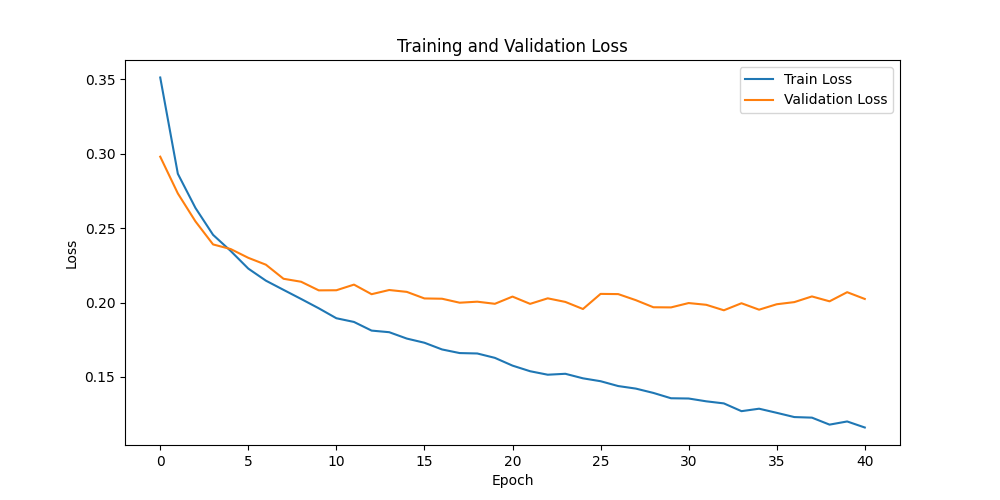 Training and Validation Loss
Train Loss
Validation Loss
0.35
0.30
0.25
0.20
0.15
Loss
0 5 10 15 20 25 30 35 40
Epoch